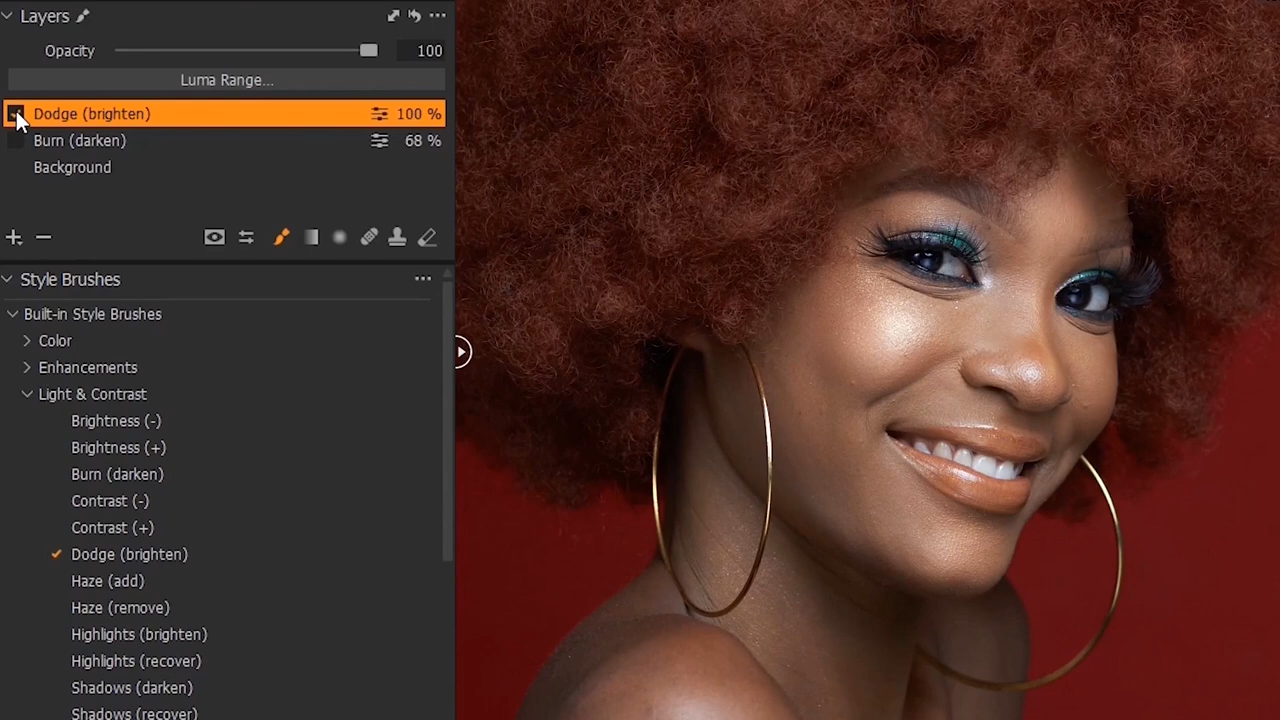 Layers
Opacity 100
Luma Range...
Dodge (brighten) 100 %
Burn (darken) 68 %
Background
Style Brushes
Built-in Style Brushes
Color
Enhancements
Light & Contrast
Brightness (-)
Brightness (+)
Burn (darken)
Contrast (-)
Contrast (+)
Dodge (brighten)
Haze (add)
Haze (remove)
Highlights (brighten)
Highlights (recover)
Shadows (darken)
Shadows (recover)